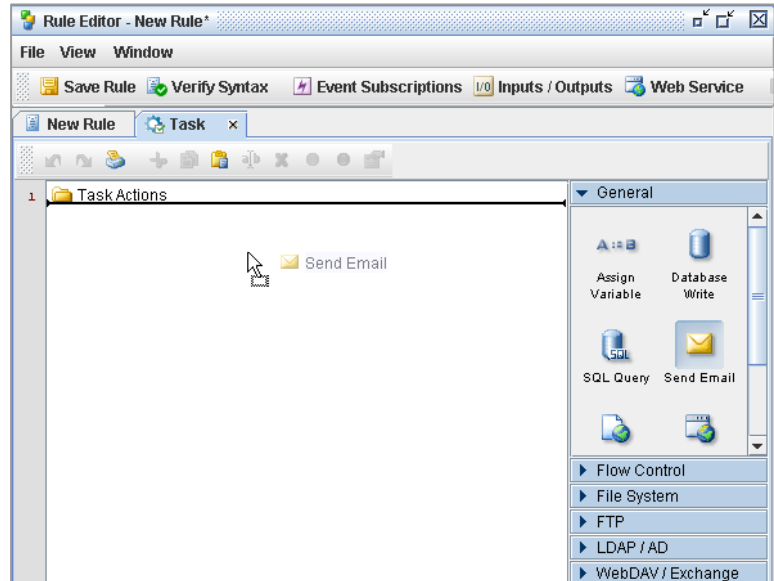 Rule Editor - New Rule*
File View Window
Save Rule Verify Syntax Event Subscriptions I/O Inputs / Outputs Web Service
New Rule Task ×
1 Task Actions
Send Email
General
A := B
Assign Variable
Database Write
SQL
SQL Query
Send Email
Flow Control
File System
FTP
LDAP / AD
WebDAV / Exchange